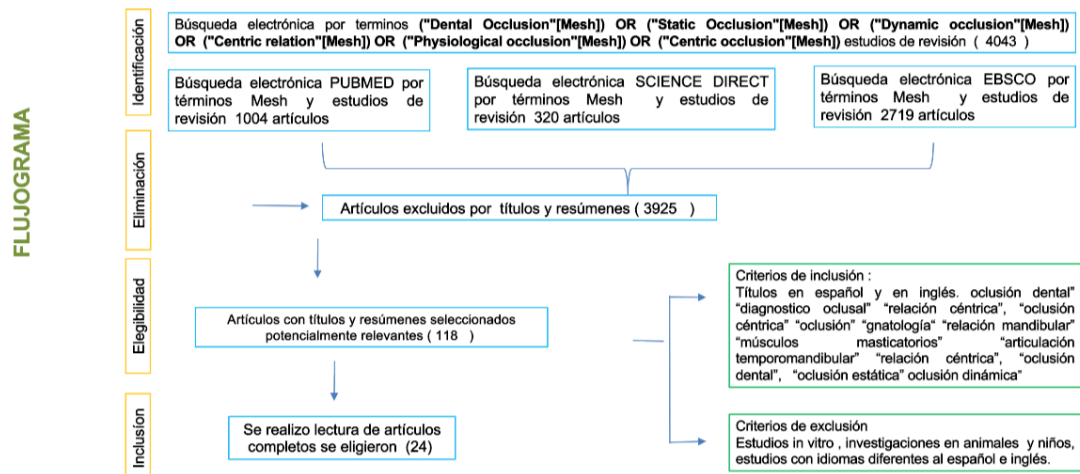 FLUJOGRAMA
Identificación
Búsqueda electrónica por terminos ("Dental Occlusion"[Mesh]) OR ("Static Occlusion"[Mesh]) OR ("Dynamic occlusion"[Mesh])
OR ("Centric relation"[Mesh]) OR ("Physiological occlusion"[Mesh]) OR ("Centric occlusion"[Mesh]) estudios de revisión ( 4043 )
Búsqueda electrónica PUBMED por
términos Mesh y estudios de
revisión 1004 artículos
Búsqueda electrónica SCIENCE DIRECT
por términos Mesh y estudios de
revisión 320 artículos
Búsqueda electrónica EBSCO por
términos Mesh y estudios de
revisión 2719 artículos
Eliminación
Artículos excluidos por títulos y resúmenes ( 3925 )
Elegibilidad
Artículos con títulos y resúmenes seleccionados
potencialmente relevantes ( 118 )
Criterios de inclusión :
Títulos en español y en inglés. oclusión dental"
"diagnostico oclusal" "relación céntrica", "oclusión
céntrica" "oclusión" "gnatología" "relación mandibular"
"músculos masticatorios" "articulación
temporomandibular" "relación céntrica", "oclusión
dental", "oclusión estática" oclusión dinámica"
Inclusíon
Se realizo lectura de artículos
completos se eligieron (24)
Criterios de exclusión
Estudios in vitro , investigaciones en animales y niños,
estudios con idiomas diferentes al español e inglés.